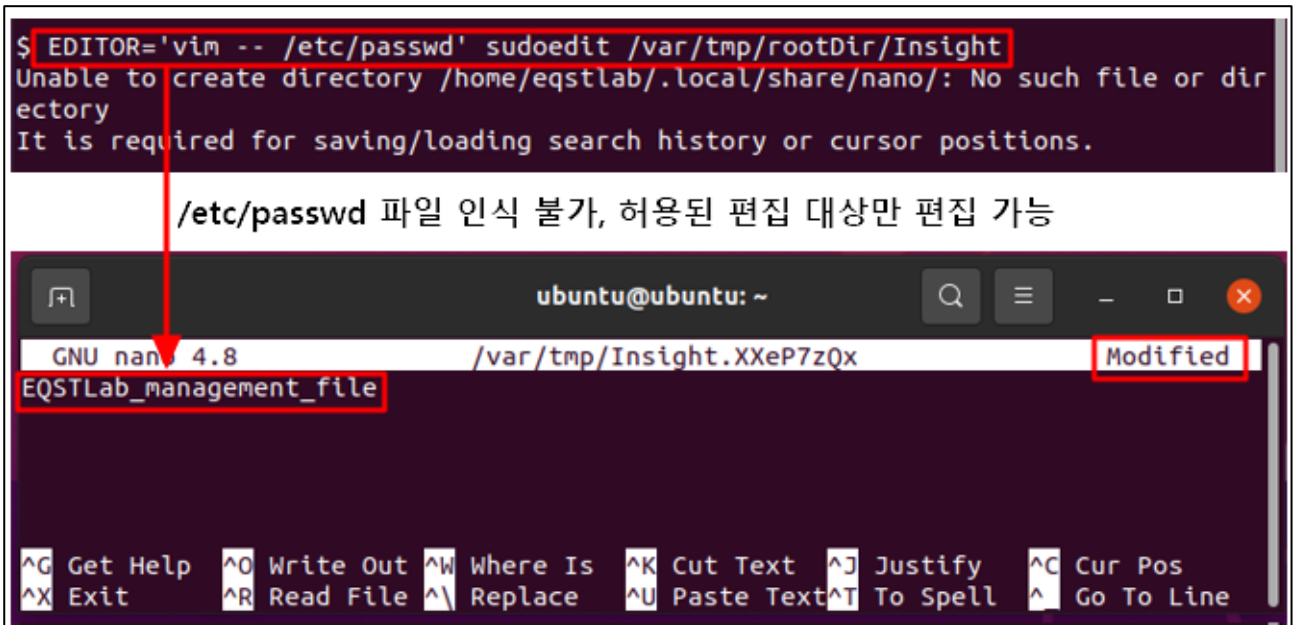 $ EDITOR='vim -- /etc/passwd' sudoedit /var/tmp/rootDir/Insight
Unable to create directory /home/eqstlab/.local/share/nano/: No such file or dir
ectory
It is required for saving/loading search history or cursor positions.
/etc/passwd 파일 인식 불가, 허용된 편집 대상만 편집 가능
ubuntu@ubuntu: ~
GNU nano 4.8 /var/tmp/Insight.XXeP7zQx Modified
EQSTLab_management_file
^G Get Help ^O Write Out ^W Where Is ^K Cut Text ^J Justify ^C Cur Pos
^X Exit ^R Read File ^\ Replace ^U Paste Text ^T To Spell ^_ Go To Line